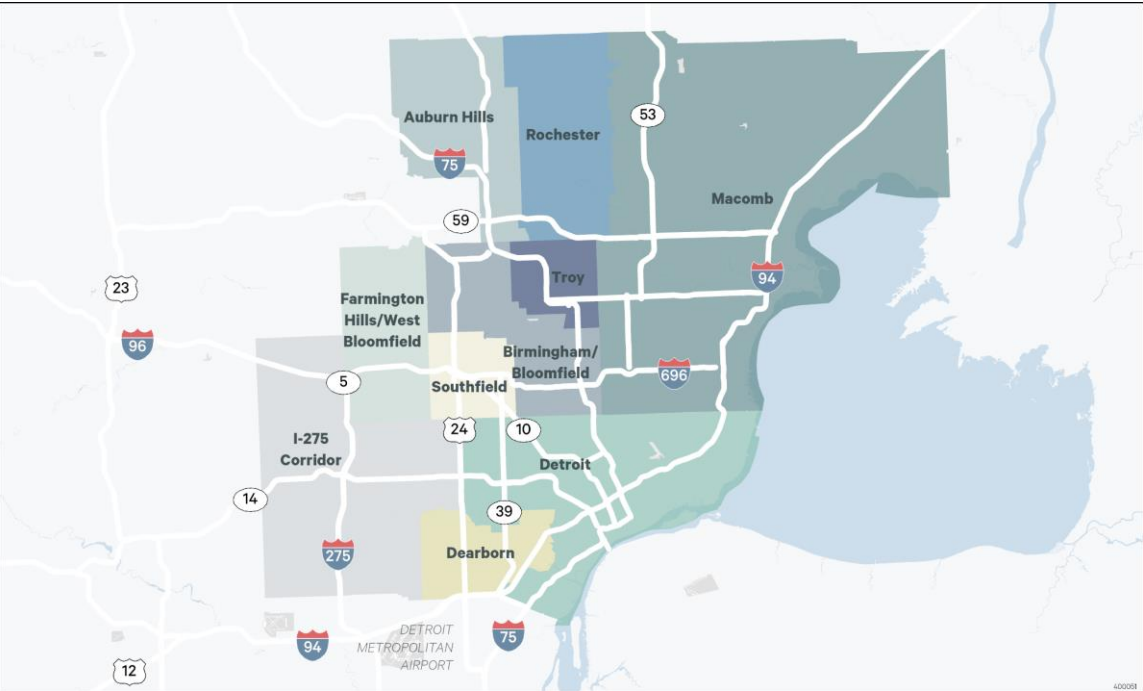 Auburn Hills
75
Rochester
53
Macomb
59
23
96
Troy
94
Farmington
Hills/West
Bloomfield
Birmingham/
Bloomfield
696
5
Southfield
24
10
I-275
Corridor
Detroit
14
39
275
Dearborn
94
DETROIT
METROPOLITAN
AIRPORT
75
12
400051